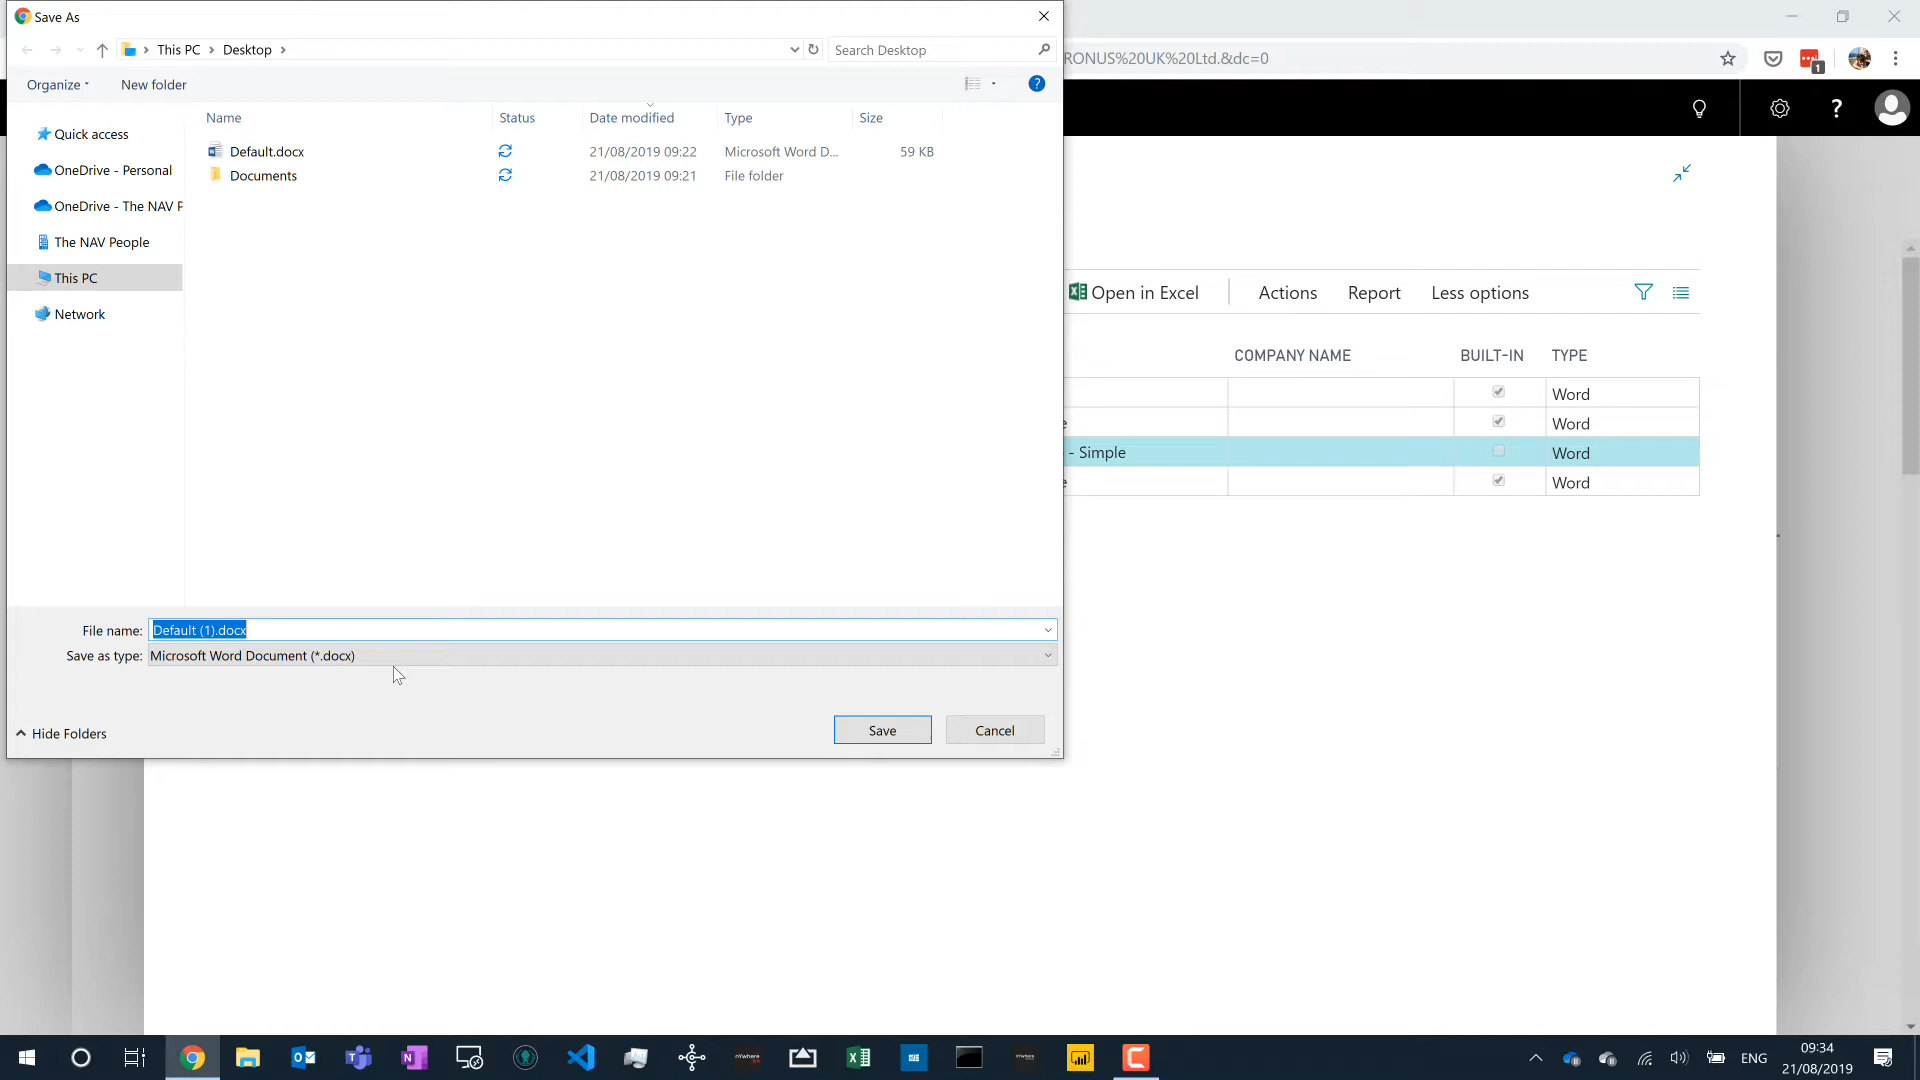 Save As
This PC
Desktop
Search Desktop
RONUS%20UK%20Ltd.&dc=0
1
Organize
New folder
?
?
Name
Status
Date modified
Type
Size
Quick access
OneDrive - Personal
OneDrive - The NAV P
The NAV People
This PC
Network
Default.docx
21/08/2019 09:22
Microsoft Word D...
59 KB
Documents
21/08/2019 09:21
File folder
Open in Excel
Actions
Report
Less options
COMPANY NAME
BUILT-IN
TYPE
Word
e
Word
- Simple
Word
e
Word
File name:
Default (1).docx
Save as type:
Microsoft Word Document (*.docx)
Hide Folders
Save
Cancel
ENG
09:34
21/08/2019